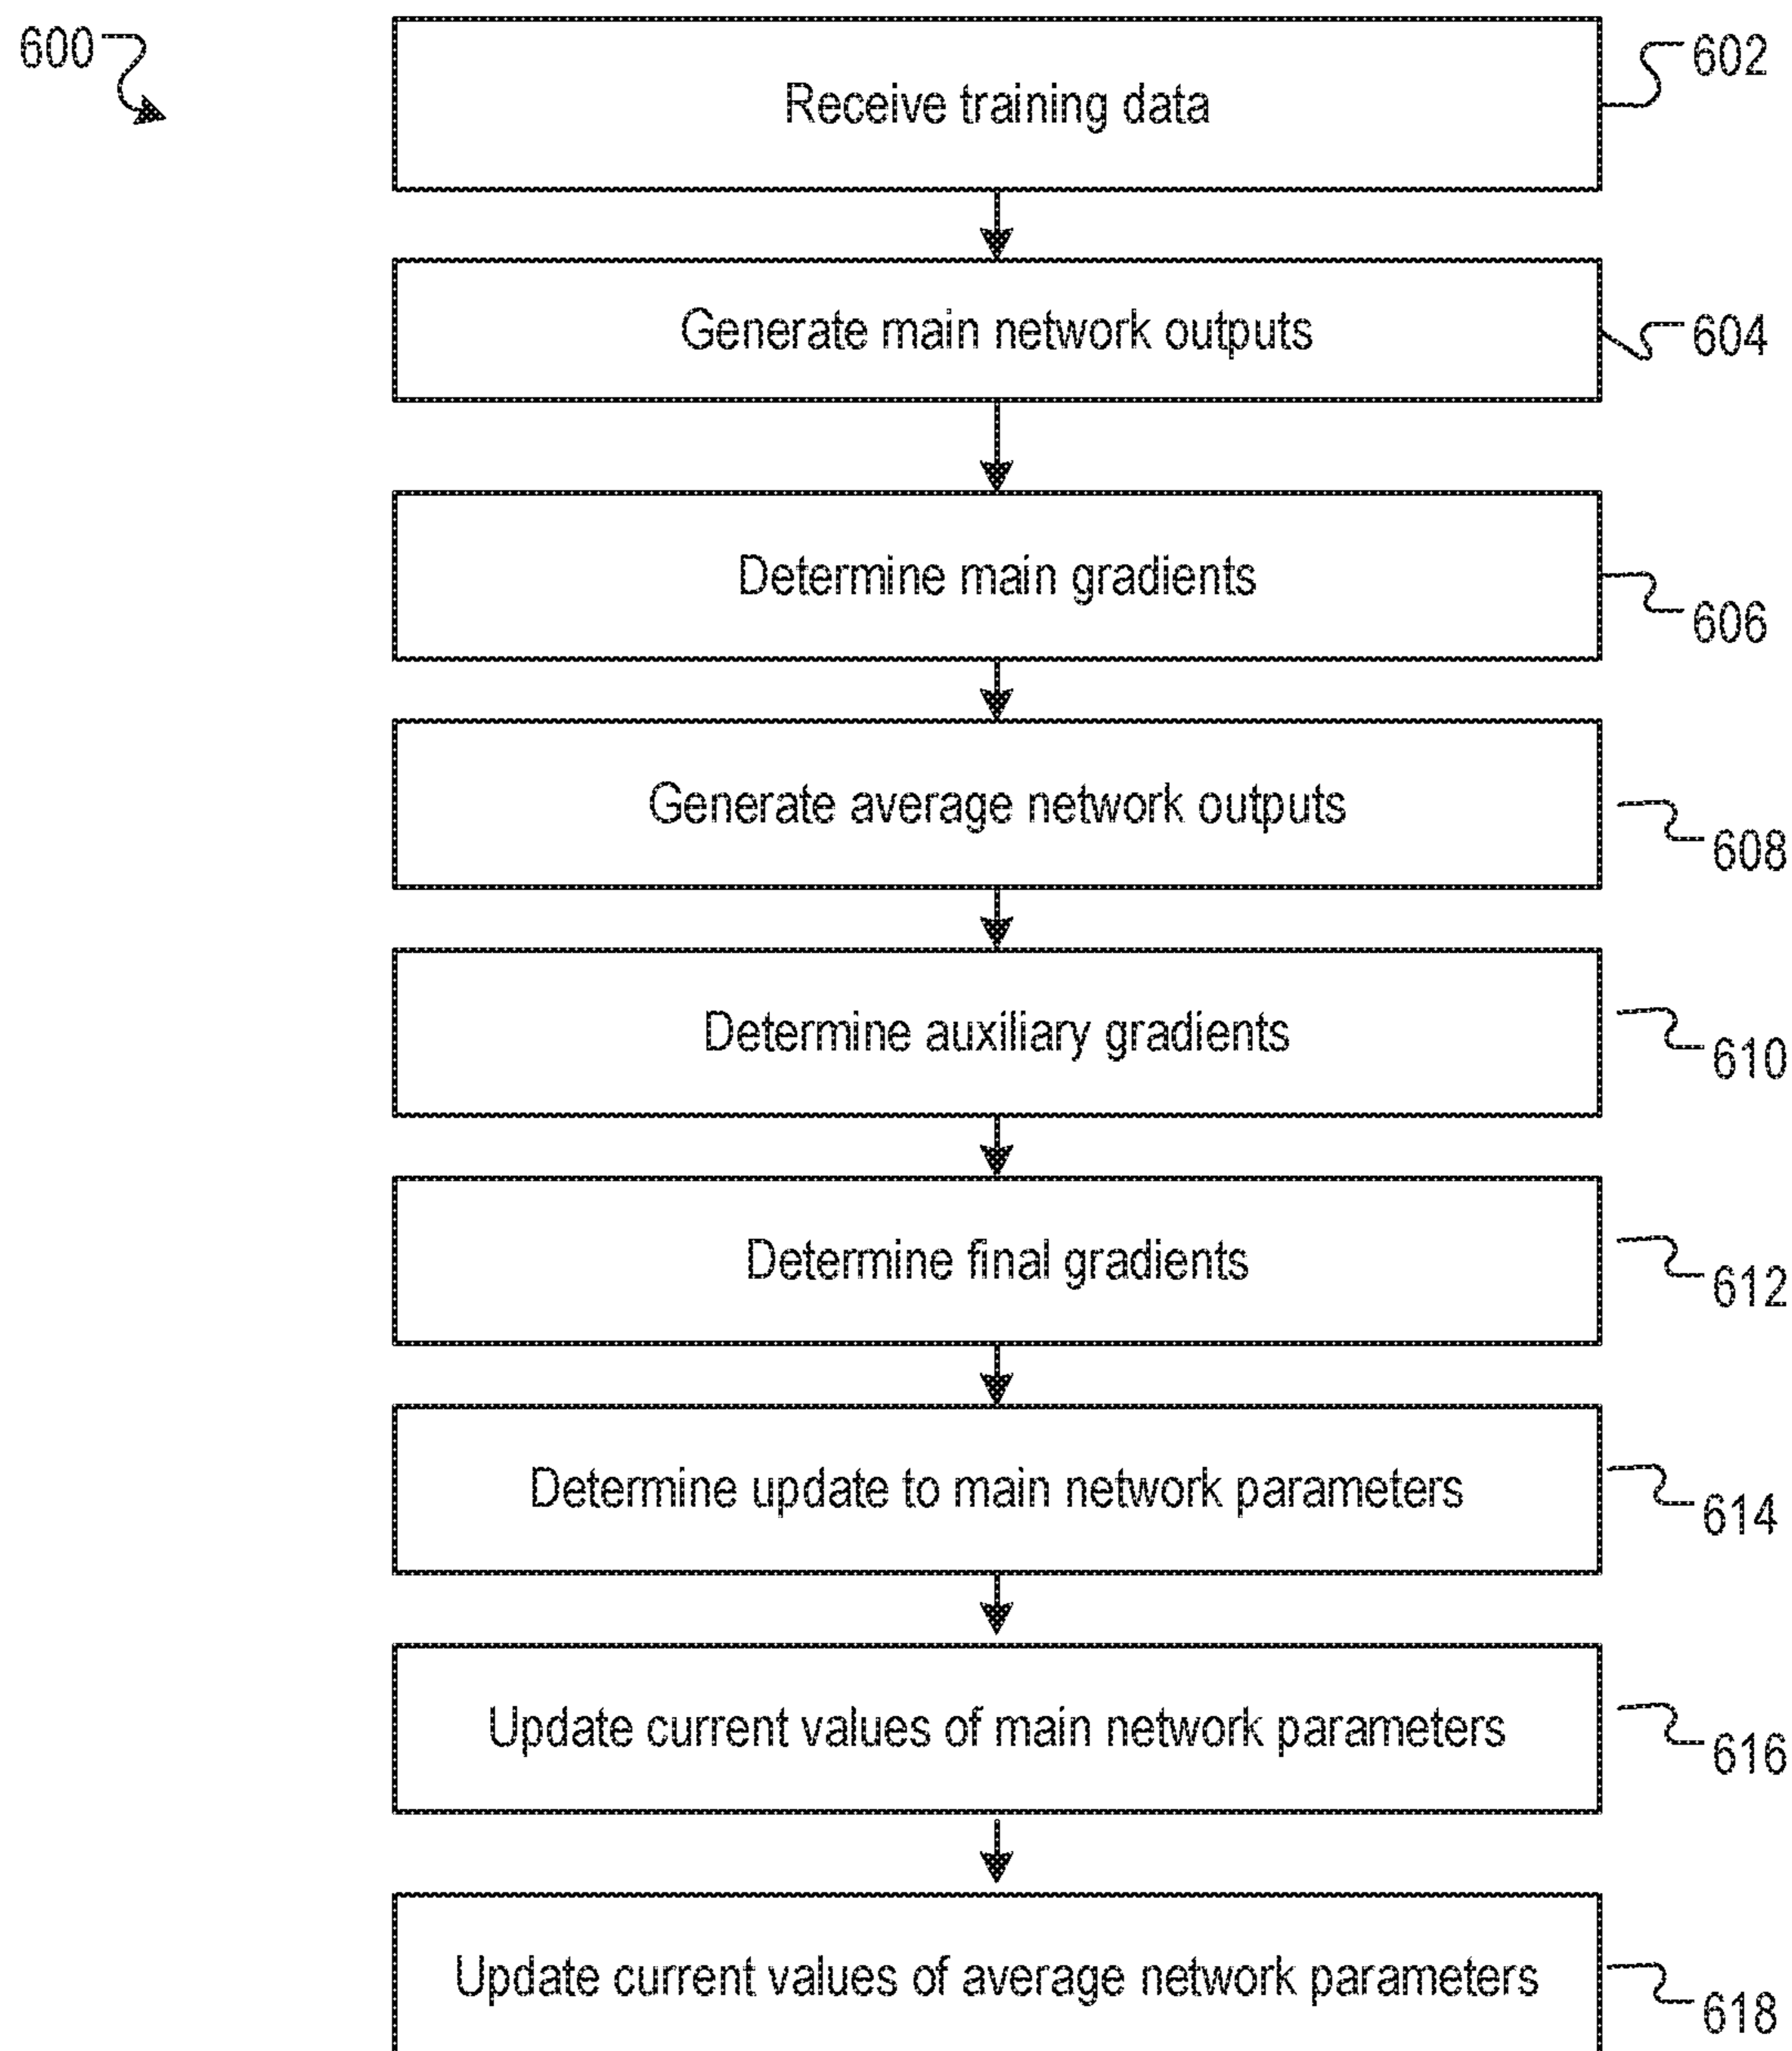 600
Receive training data
602
Generate main network outputs
604
Determine main gradients
606
Generate average network outputs
608
Determine auxiliary gradients
610
Determine final gradients
612
Determine update to main network parameters
614
Update current values of main network parameters
616
Update current values of average network parameters
618